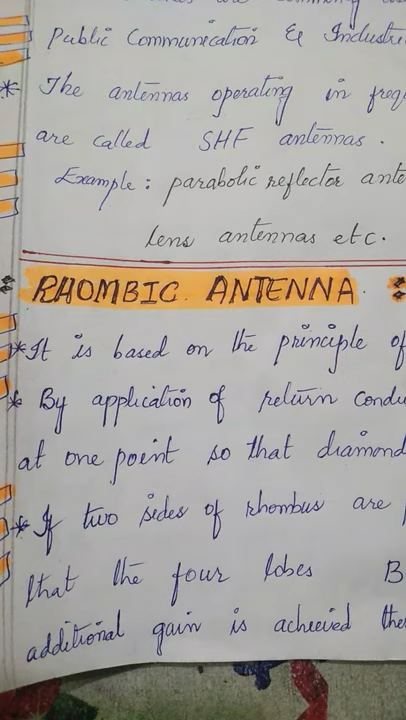 Public Communication & Industri
* The antennas operating in freq
are called SHF antennas.
Example : parabolic reflector ante
lens antennas etc.
: RHOMBIC ANTENNA :
* It is based on the principle of
* By application of return condu
at one point so that diamond
* If two sides of rhombus are
that the four lobes B
additional gain is achieved the